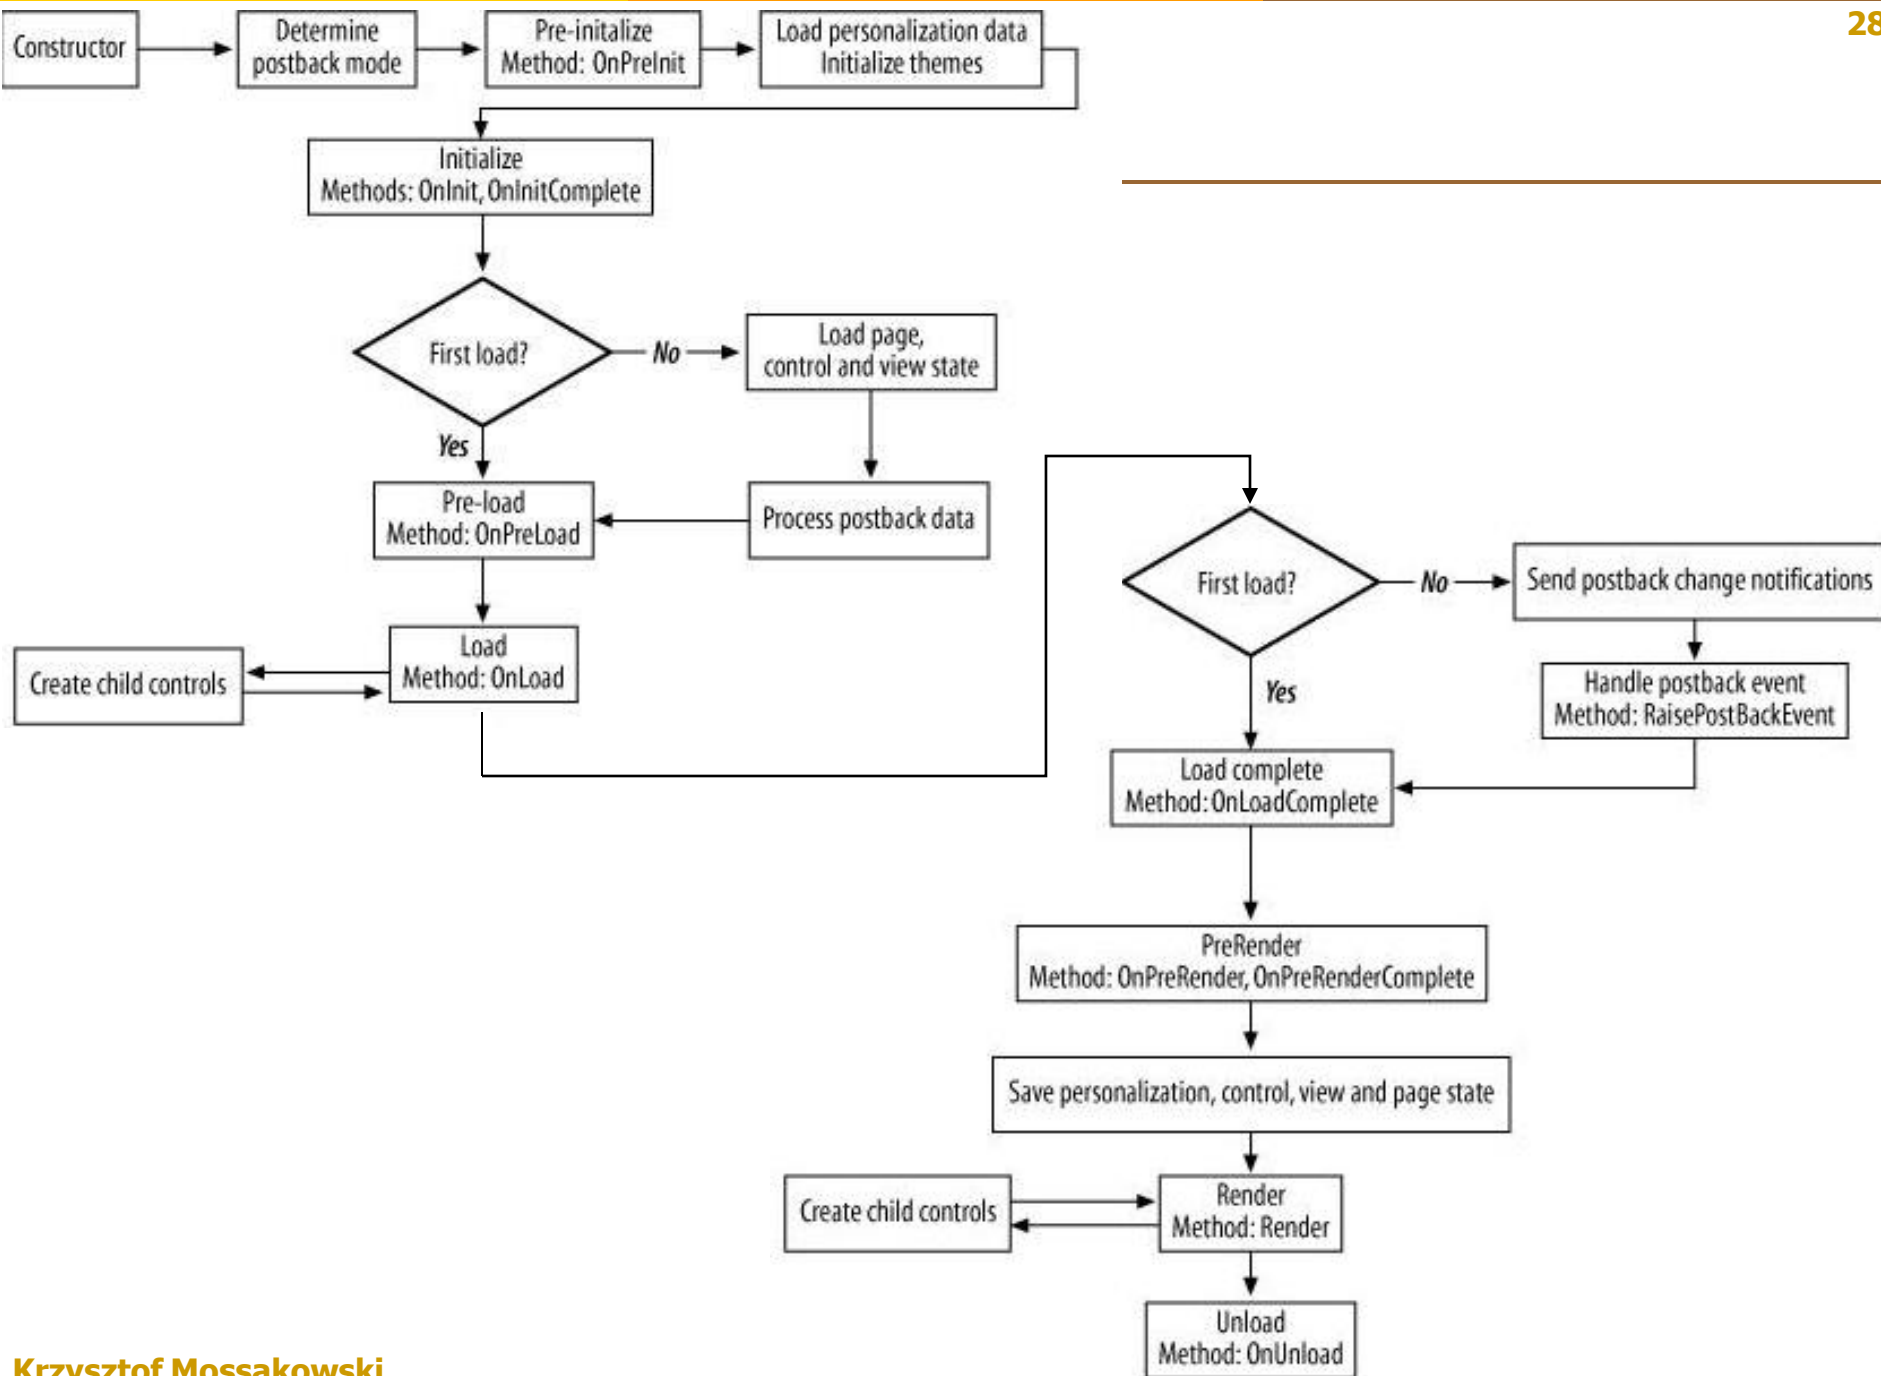 28
Constructor
Determine
postback mode
Pre-initalize
Method: OnPreInit
Load personalization data
Initialize themes
Initialize
Methods: OnInit, OnInitComplete
First load?
No
Load page,
control and view state
Yes
Pre-load
Method: OnPreLoad
Process postback data
Load
Method: OnLoad
Create child controls
First load?
No
Send postback change notifications
Yes
Handle postback event
Method: RaisePostBackEvent
Load complete
Method: OnLoadComplete
PreRender
Method: OnPreRender, OnPreRenderComplete
Save personalization, control, view and page state
Create child controls
Render
Method: Render
Unload
Method: OnUnload
Krzysztof Mossakowski